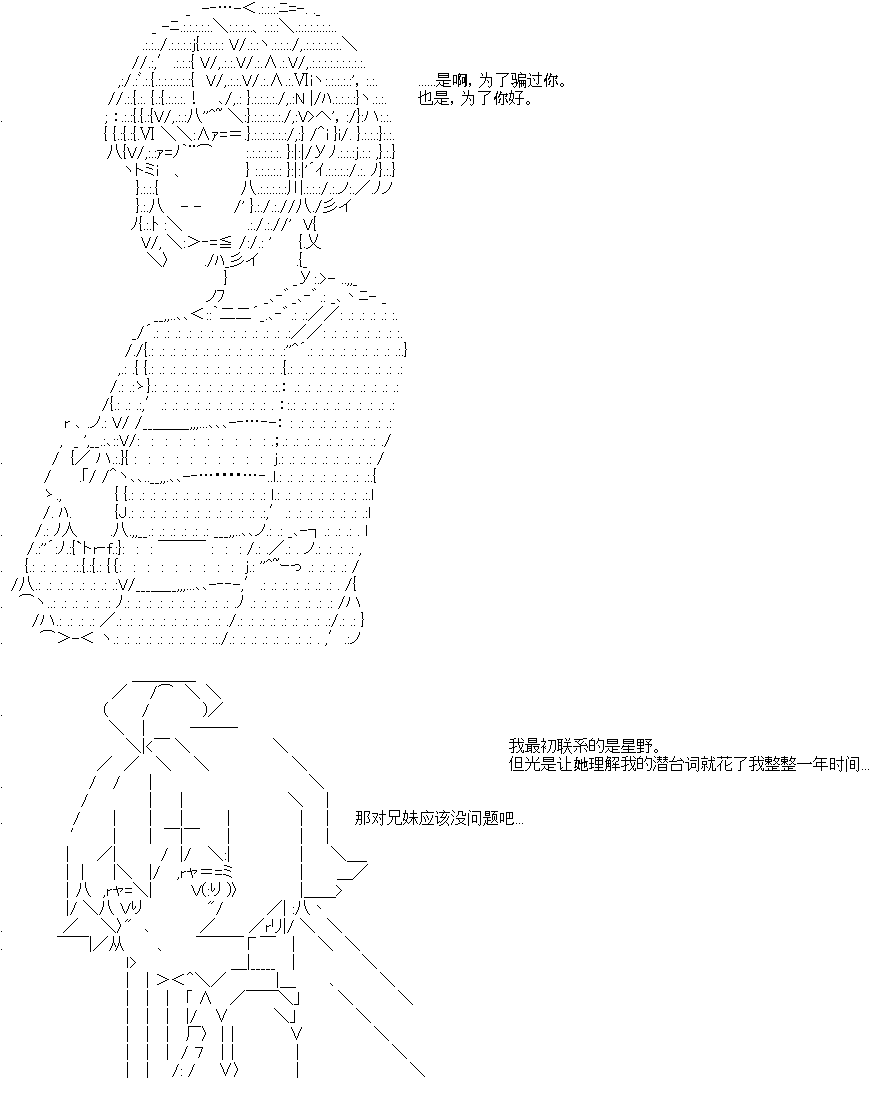 ……是啊，为了骗过你。
也是，为了你好。
我最初联系的是星野。
但光是让她理解我的潜台词就花了我整整一年时间…
那对兄妹应该没问题吧…